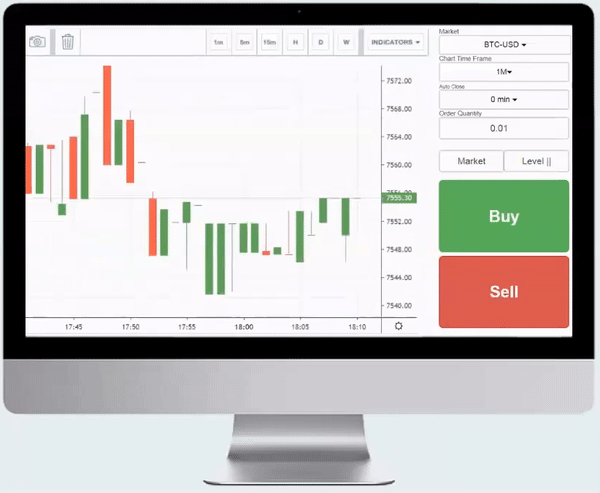 1m 5m 15m H D W INDICATORS
Market
BTC-USD
Chart Time Frame
1M
Auto Close
0 min
Order Quantity
0.01
Market Level ||
Buy
Sell
7572.00
7568.00
7564.00
7560.00
7555.30
7552.00
7548.00
7544.00
7540.00
17:45 17:50 17:55 18:00 18:05 18:10